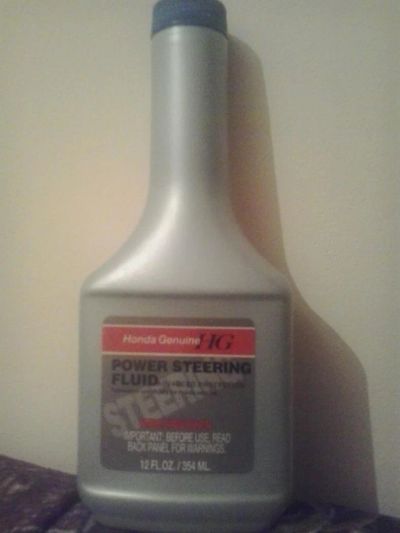 Honda Genuine HG
POWER STEERING
FLUID
STEERING
IMPORTANT: BEFORE USE, READ
BACK PANEL FOR WARNINGS.
12 FL.OZ. / 354 ML.